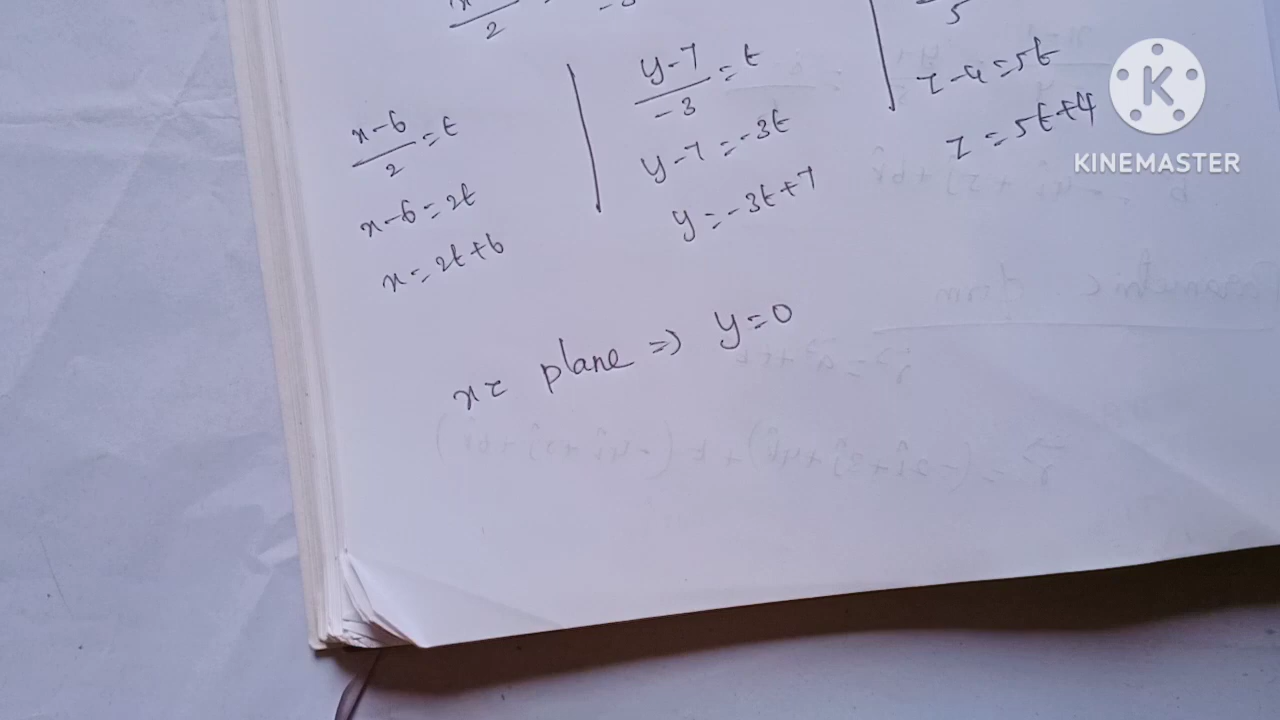 x-6/2 = t
x-6 = 2t
x = 2t+6
y-7/-3 = t
y-7 = -3t
y = -3t+7
5
z-4 = 5t
z = 5t+4
xz plane => y=0
K
KINEMASTER